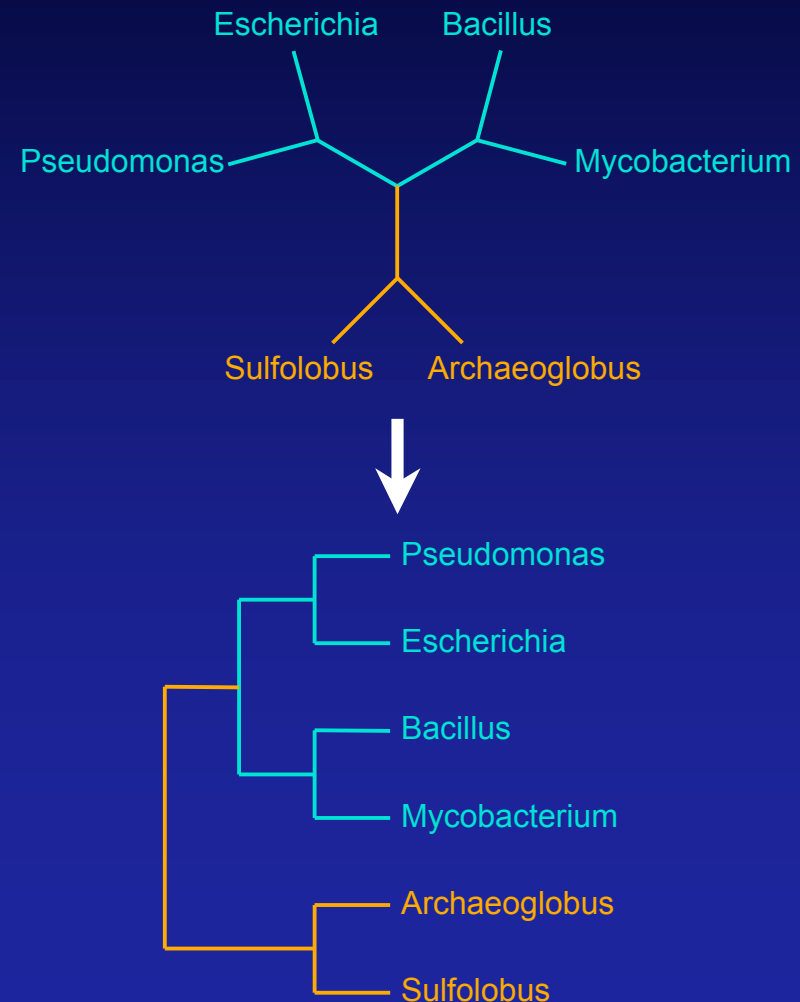 Escherichia
Bacillus
Pseudomonas
Mycobacterium
Sulfolobus
Archaeoglobus
Pseudomonas
Escherichia
Bacillus
Mycobacterium
Archaeoglobus
Sulfolobus